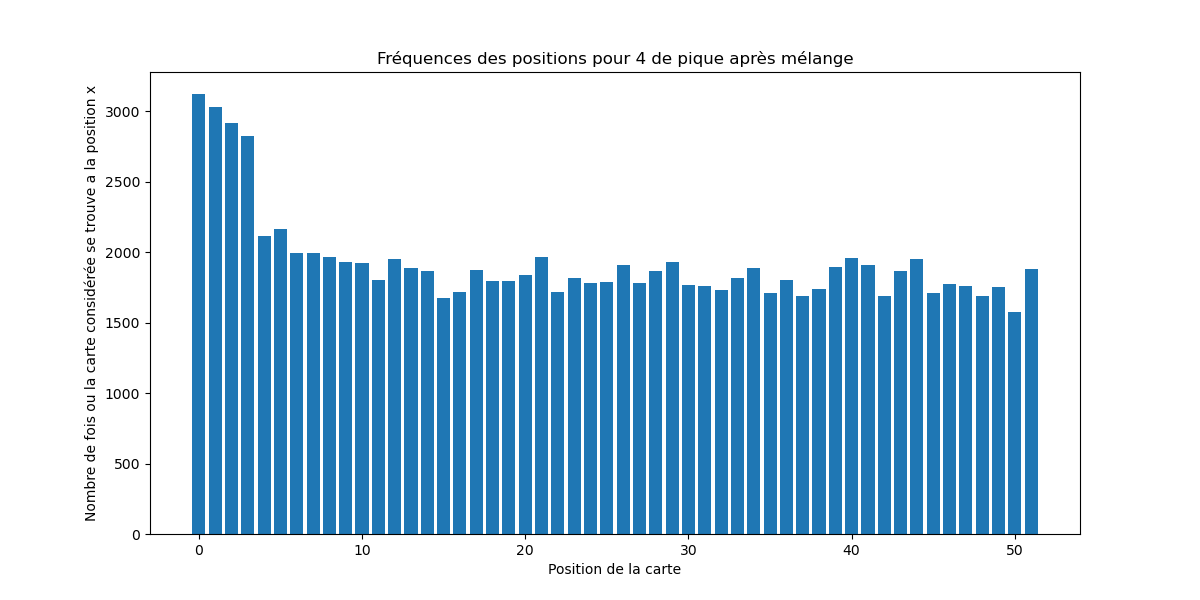 Fréquences des positions pour 4 de pique après mélange
Nombre de fois ou la carte considérée se trouve a la position x
3000
2500
2000
1500
1000
500
0
0 10 20 30 40 50
Position de la carte